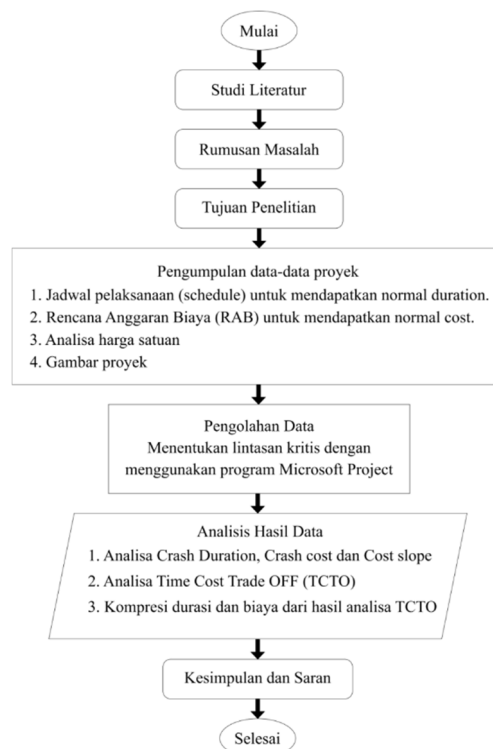 Mulai
Studi Literatur
Rumusan Masalah
Tujuan Penelitian
Pengumpulan data-data proyek
1. Jadwal pelaksanaan (schedule) untuk mendapatkan normal duration.
2. Rencana Anggaran Biaya (RAB) untuk mendapatkan normal cost.
3. Analisa harga satuan
4. Gambar proyek
Pengolahan Data
Menentukan lintasan kritis dengan
menggunakan program Microsoft Project
Analisis Hasil Data
1. Analisa Crash Duration, Crash cost dan Cost slope
2. Analisa Time Cost Trade OFF (TCTO)
3. Kompresi durasi dan biaya dari hasil analisa TCTO
Kesimpulan dan Saran
Selesai